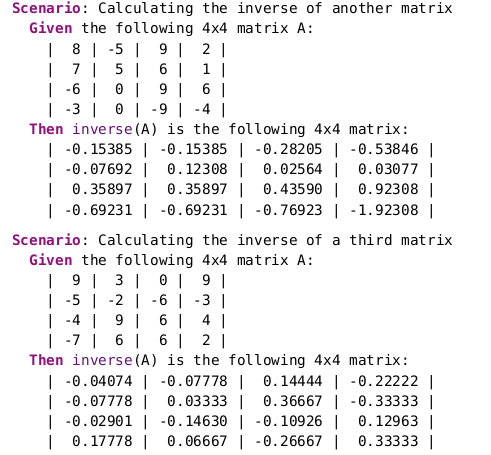 Scenario: Calculating the inverse of another matrix
Given the following 4x4 matrix A:
| 8 | -5 | 9 | 2 |
| 7 | 5 | 6 | 1 |
| -6 | 0 | 9 | 6 |
| -3 | 0 | -9 | -4 |
Then inverse(A) is the following 4x4 matrix:
| -0.15385 | -0.15385 | -0.28205 | -0.53846 |
| -0.07692 | 0.12308 | 0.02564 | 0.03077 |
| 0.35897 | 0.35897 | 0.43590 | 0.92308 |
| -0.69231 | -0.69231 | -0.76923 | -1.92308 |
Scenario: Calculating the inverse of a third matrix
Given the following 4x4 matrix A:
| 9 | 3 | 0 | 9 |
| -5 | -2 | -6 | -3 |
| -4 | 9 | 6 | 4 |
| -7 | 6 | 6 | 2 |
Then inverse(A) is the following 4x4 matrix:
| -0.04074 | -0.07778 | 0.14444 | -0.22222 |
| -0.07778 | 0.03333 | 0.36667 | -0.33333 |
| -0.02901 | -0.14630 | -0.10926 | 0.12963 |
| 0.17778 | 0.06667 | -0.26667 | 0.33333 |